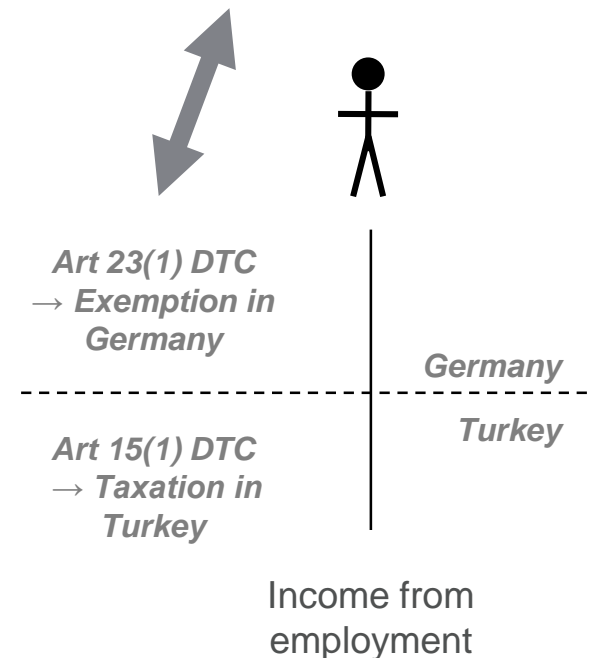 Art 23(1) DTC
→ Exemption in
Germany
Germany
Turkey
Art 15(1) DTC
→ Taxation in
Turkey
Income from
employment